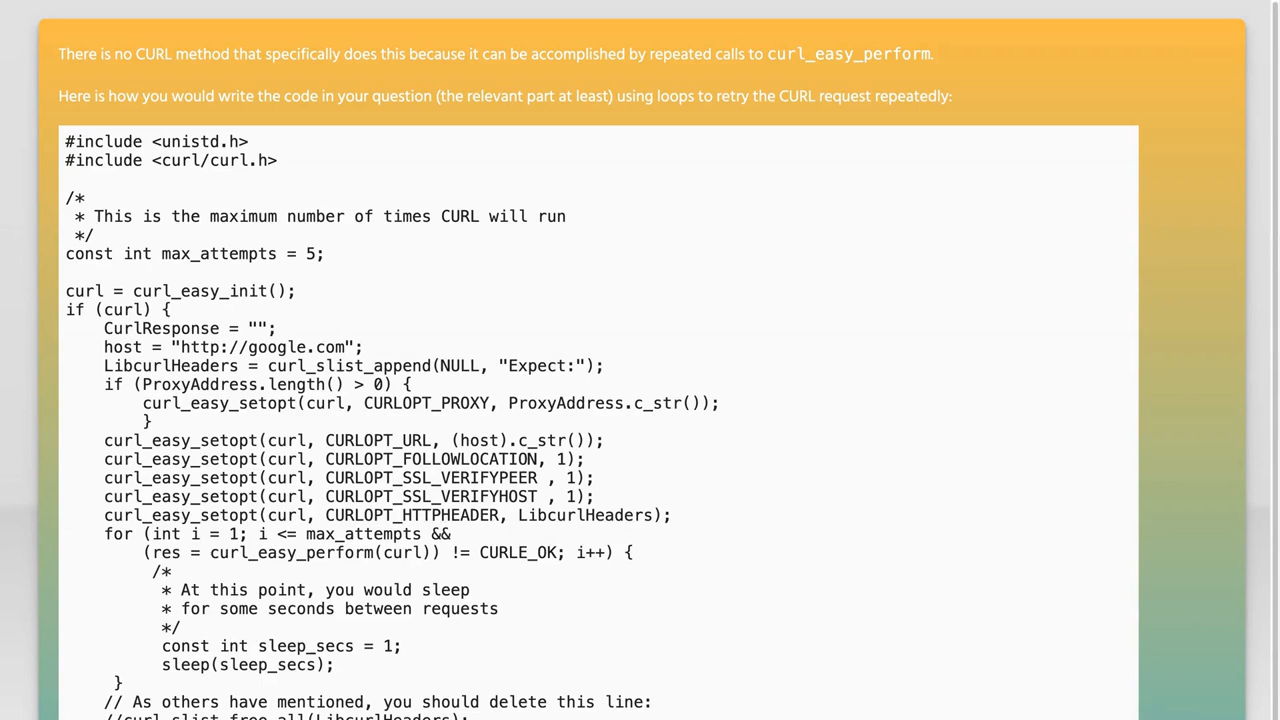 There is no CURL method that specifically does this because it can be accomplished by repeated calls to curl_easy_perform.
Here is how you would write the code in your question (the relevant part at least) using loops to retry the CURL request repeatedly:
#include <unistd.h>
#include <curl/curl.h>
/*
 * This is the maximum number of times CURL will run
 */
const int max_attempts = 5;
curl = curl_easy_init();
if (curl) {
    CurlResponse = "";
    host = "http://google.com";
    LibcurlHeaders = curl_slist_append(NULL, "Expect:");
    if (ProxyAddress.length() > 0) {
        curl_easy_setopt(curl, CURLOPT_PROXY, ProxyAddress.c_str());
        }
    curl_easy_setopt(curl, CURLOPT_URL, (host).c_str());
    curl_easy_setopt(curl, CURLOPT_FOLLOWLOCATION, 1);
    curl_easy_setopt(curl, CURLOPT_SSL_VERIFYPEER , 1);
    curl_easy_setopt(curl, CURLOPT_SSL_VERIFYHOST , 1);
    curl_easy_setopt(curl, CURLOPT_HTTPHEADER, LibcurlHeaders);
    for (int i = 1; i <= max_attempts &&
        (res = curl_easy_perform(curl)) != CURLE_OK; i++) {
         /*
          * At this point, you would sleep
          * for some seconds between requests
          */
          const int sleep_secs = 1;
          sleep(sleep_secs);
     }
    // As others have mentioned, you should delete this line:
    //curl_slist_free_all(LibcurlHeaders);